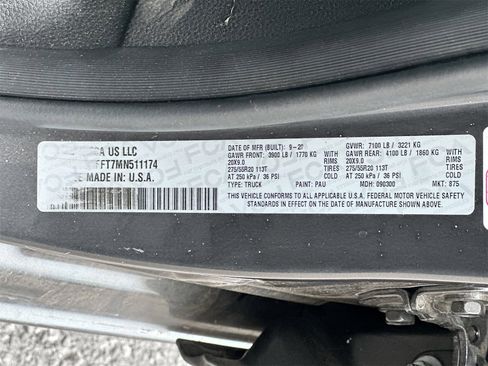 US LLC
FT7MN511174
MADE IN: U.S.A.
DATE OF MFR (BUILT): 9-20
GAWR FRONT: 3900 LB / 1770 KG WITH
20X9.0 RIMS
275/55R20 113T
AT 250 kPa / 36 PSI COLD
TYPE: TRUCK PAINT: PAU
GVWR: 7100 LB / 3221 KG
GAWR REAR: 4100 LB / 1860 KG WITH
20X9.0 RIMS
275/55R20 113T
AT 250 kPa / 36 PSI COLD
MDH: 090300 MKT: 875
THIS VEHICLE CONFORMS TO ALL APPLICABLE U.S.A. FEDERAL MOTOR VEHICLE SAFETY
STANDARDS IN EFFECT ON THE DATE OF MANUFACTURE SHOWN ABOVE.